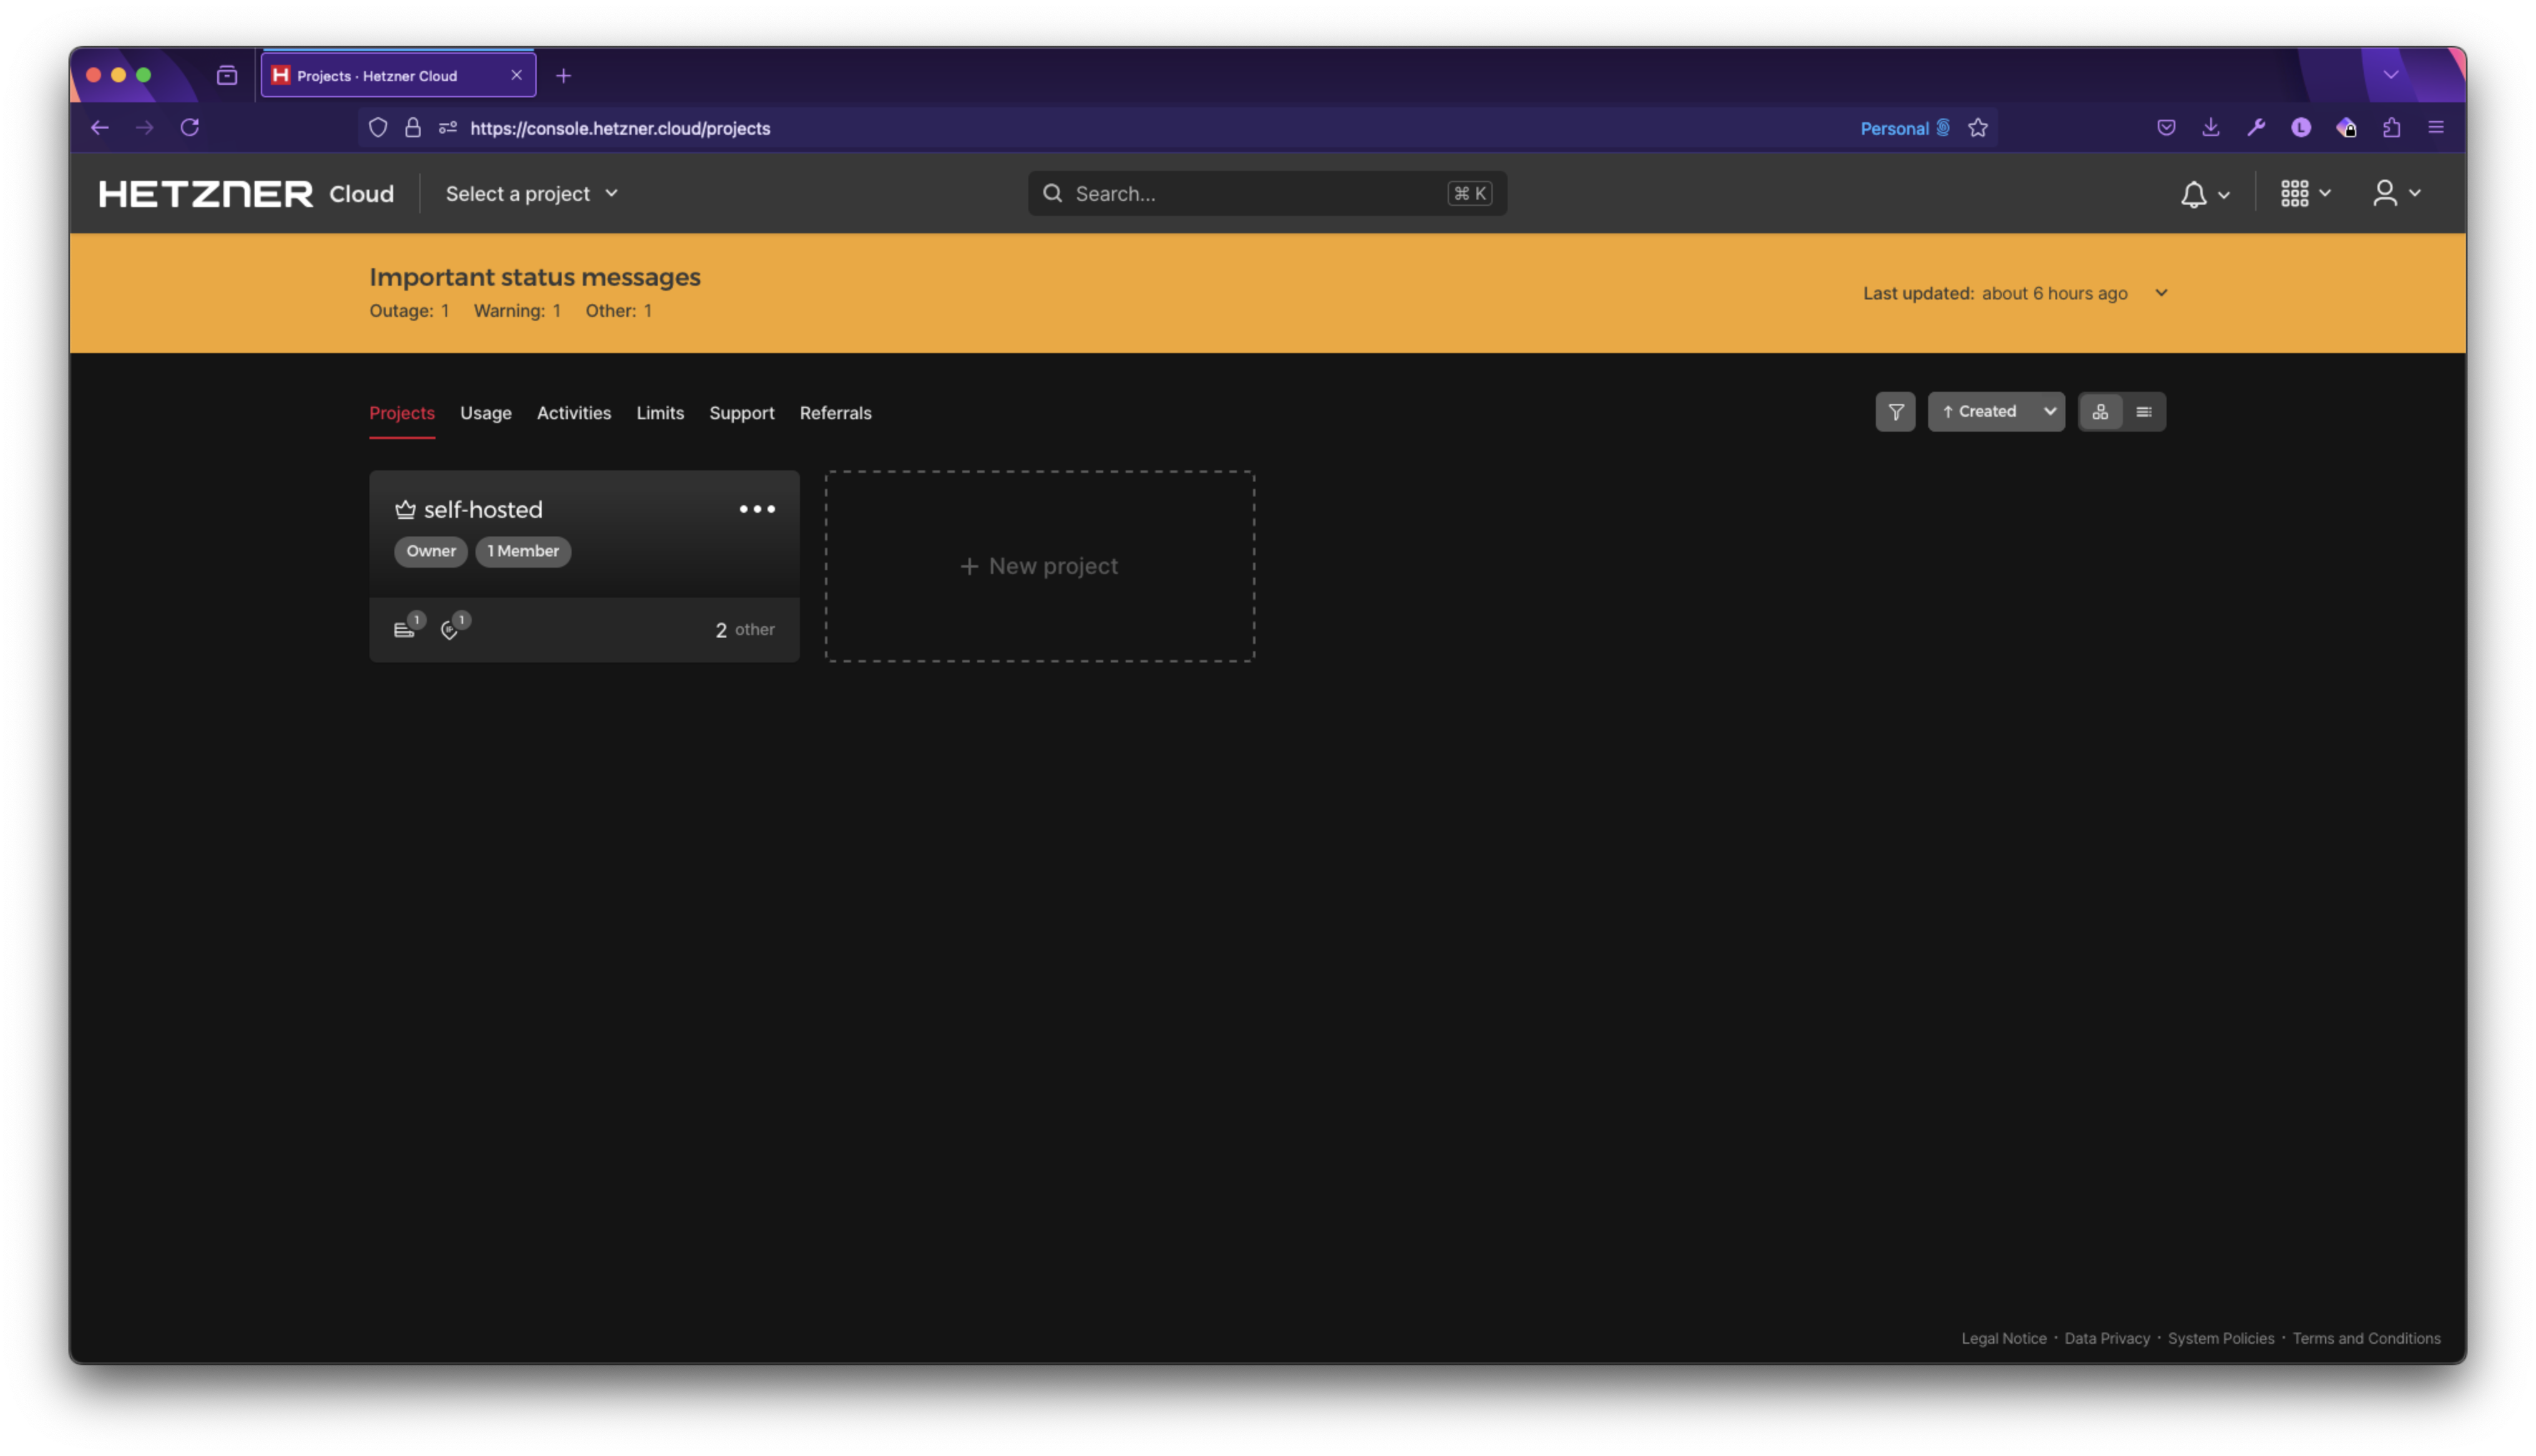 Projects · Hetzner Cloud
https://console.hetzner.cloud/projects
Personal
L
HETZNER Cloud
Select a project
Search...
⌘ K
Important status messages
Outage: 1 Warning: 1 Other: 1
Last updated: about 6 hours ago
Projects Usage Activities Limits Support Referrals
↑ Created
self-hosted
Owner 1 Member
1 1
2 other
+ New project
Legal Notice · Data Privacy · System Policies · Terms and Conditions